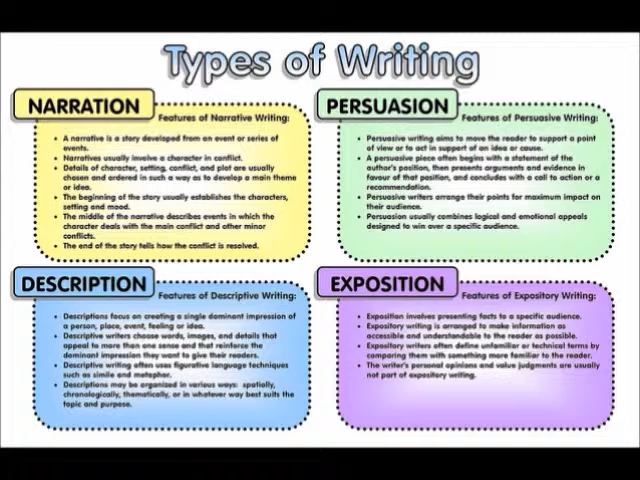 Types of Writing
NARRATION
Features of Narrative Writing:
• A narrative is a story developed from an event or series of
events.
• Narratives usually involve a character in conflict.
• Details of character, setting, conflict, and plot are usually
chosen and ordered in such a way as to develop a main theme
or idea.
• The beginning of the story usually establishes the characters,
setting and mood.
• The middle of the narrative describes events in which the
character deals with the main conflict and other minor
conflicts.
• The end of the story tells how the conflict is resolved.
PERSUASION
Features of Persuasive Writing:
• Persuasive writing aims to move the reader to support a point
of view or to act in support of an idea or cause.
• A persuasive piece often begins with a statement of the
author's position, then presents arguments and evidence in
favour of that position, and concludes with a call to action or a
recommendation.
• Persuasive writers arrange their points for maximum impact on
their audience.
• Persuasion usually combines logical and emotional appeals
designed to win over a specific audience.
DESCRIPTION
Features of Descriptive Writing:
• Descriptions focus on creating a single dominant impression of
a person, place, event, feeling or idea.
• Descriptive writers choose words, images, and details that
appeal to more than one sense and that reinforce the
dominant impression they want to give their readers.
• Descriptive writing often uses figurative language techniques
such as simile and metaphor.
• Descriptions may be organized in various ways: spatially,
chronologically, thematically, or in whatever way best suits the
topic and purpose.
EXPOSITION
Features of Expository Writing:
• Exposition involves presenting facts to a specific audience.
• Expository writing is arranged to make information as
accessible and understandable to the reader as possible.
• Expository writers often define unfamiliar or technical terms by
comparing them with something more familiar to the reader.
• The writer's personal opinions and value judgments are usually
not part of expository writing.